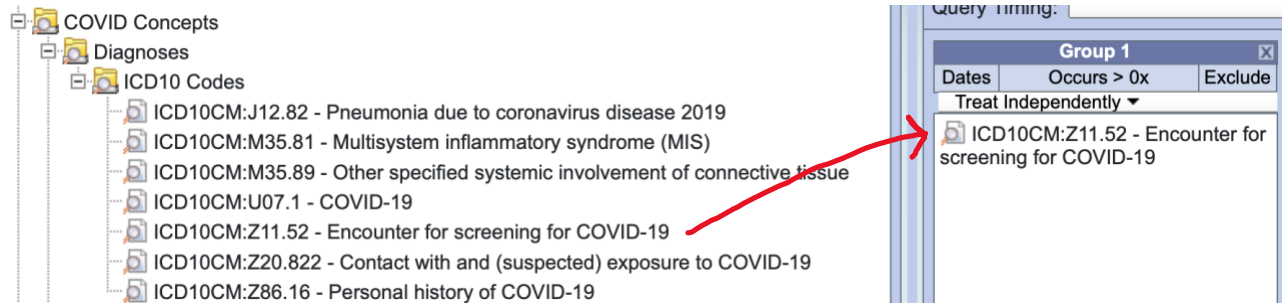 COVID Concepts
Diagnoses
ICD10 Codes
ICD10CM:J12.82 - Pneumonia due to coronavirus disease 2019
ICD10CM:M35.81 - Multisystem inflammatory syndrome (MIS)
ICD10CM:M35.89 - Other specified systemic involvement of connective tissue
ICD10CM:U07.1 - COVID-19
ICD10CM:Z11.52 - Encounter for screening for COVID-19
ICD10CM:Z20.822 - Contact with and (suspected) exposure to COVID-19
ICD10CM:Z86.16 - Personal history of COVID-19
Query Timing:
Group 1 X
Dates Occurs > 0x Exclude
Treat Independently ▼
ICD10CM:Z11.52 - Encounter for
screening for COVID-19